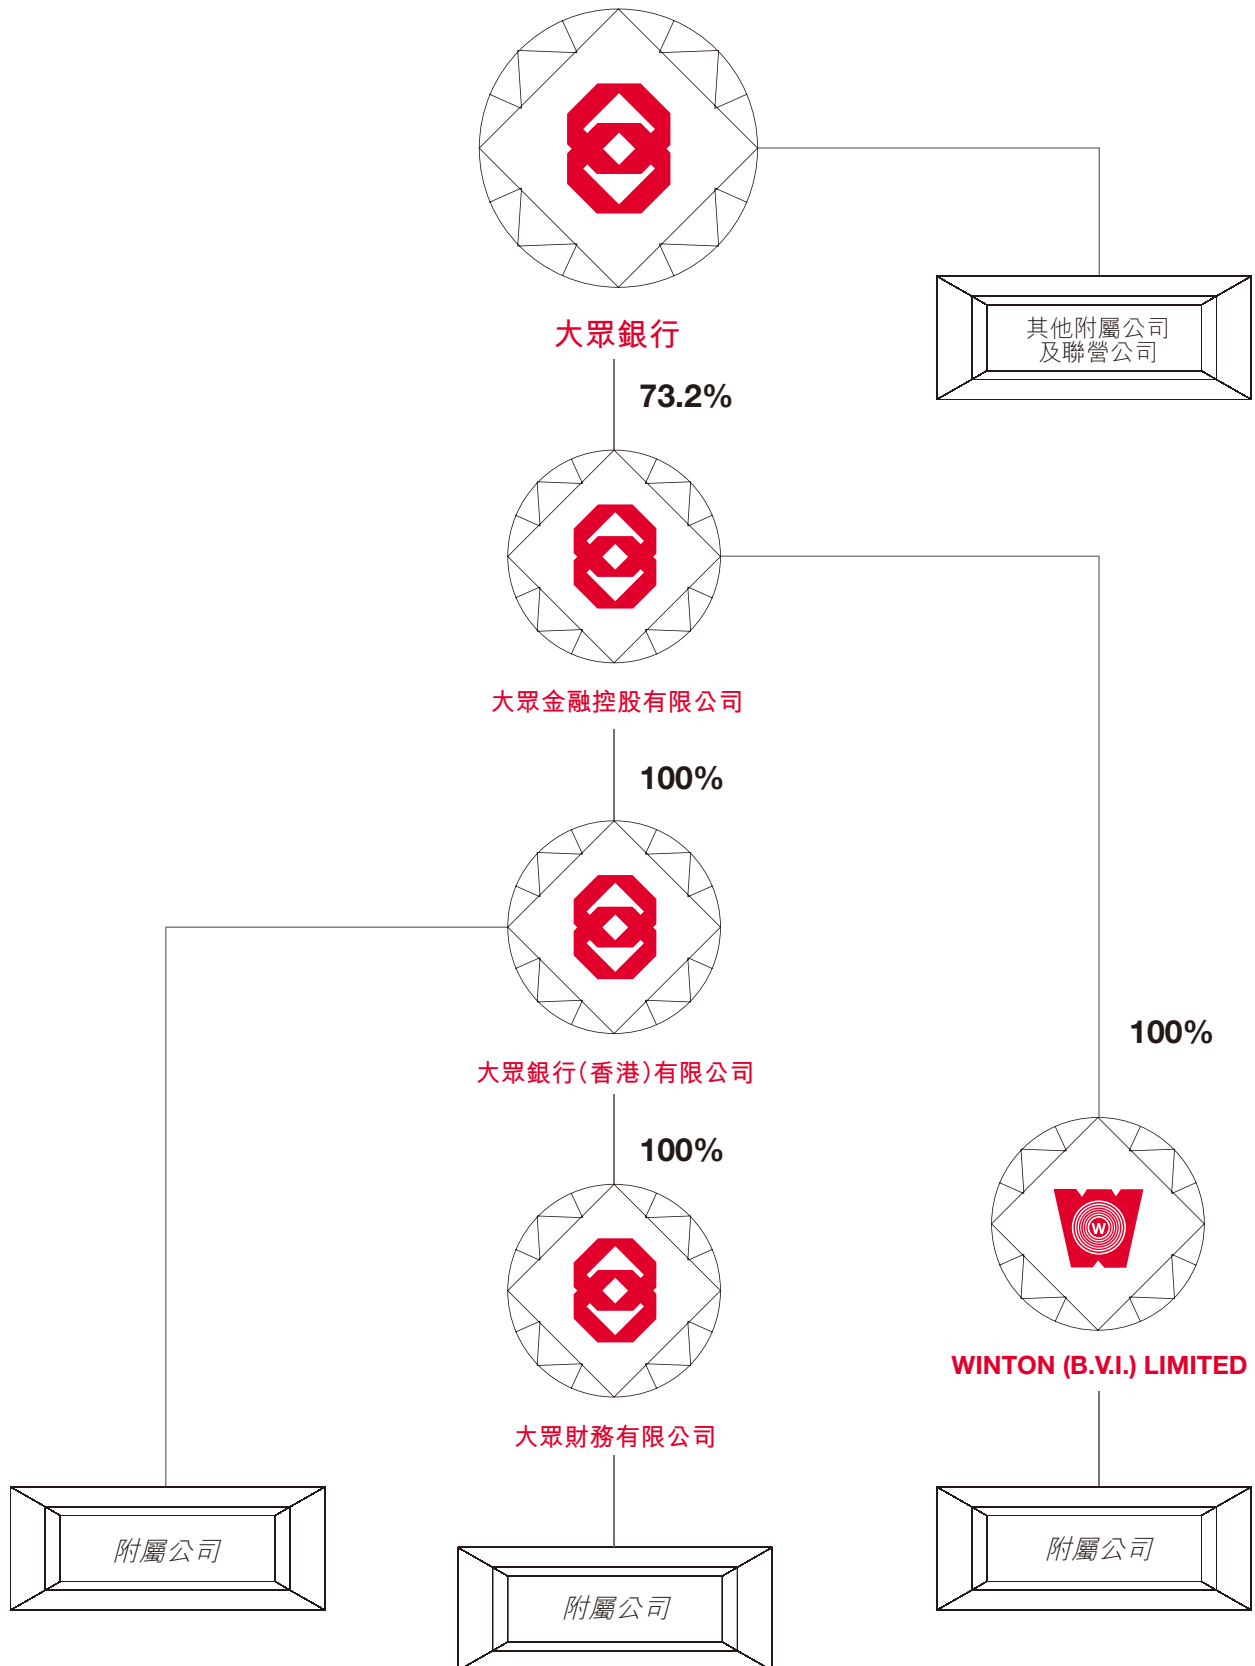 大眾銀行
其他附屬公司
及聯營公司
73.2%
大眾金融控股有限公司
100%
大眾銀行(香港)有限公司
100%
100%
W
WINTON (B.V.I.) LIMITED
大眾財務有限公司
附屬公司
附屬公司
附屬公司